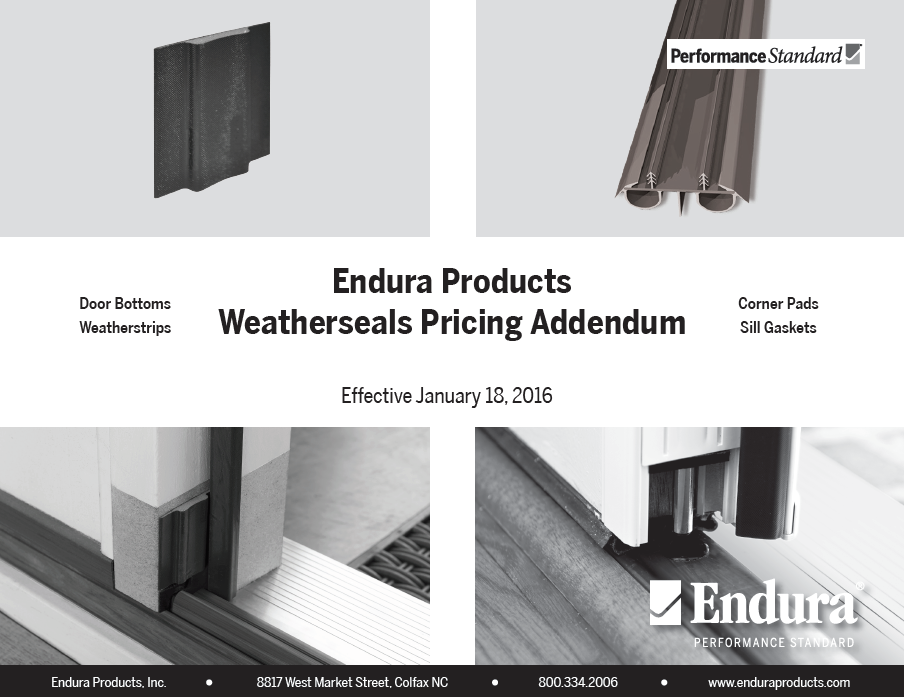 Performance Standard
Endura Products
Weatherseals Pricing Addendum
Door Bottoms
Weatherstrips
Corner Pads
Sill Gaskets
Effective January 18, 2016
Endura®
PERFORMANCE STANDARD
Endura Products, Inc. • 8817 West Market Street, Colfax NC • 800.334.2006 • www.enduraproducts.com